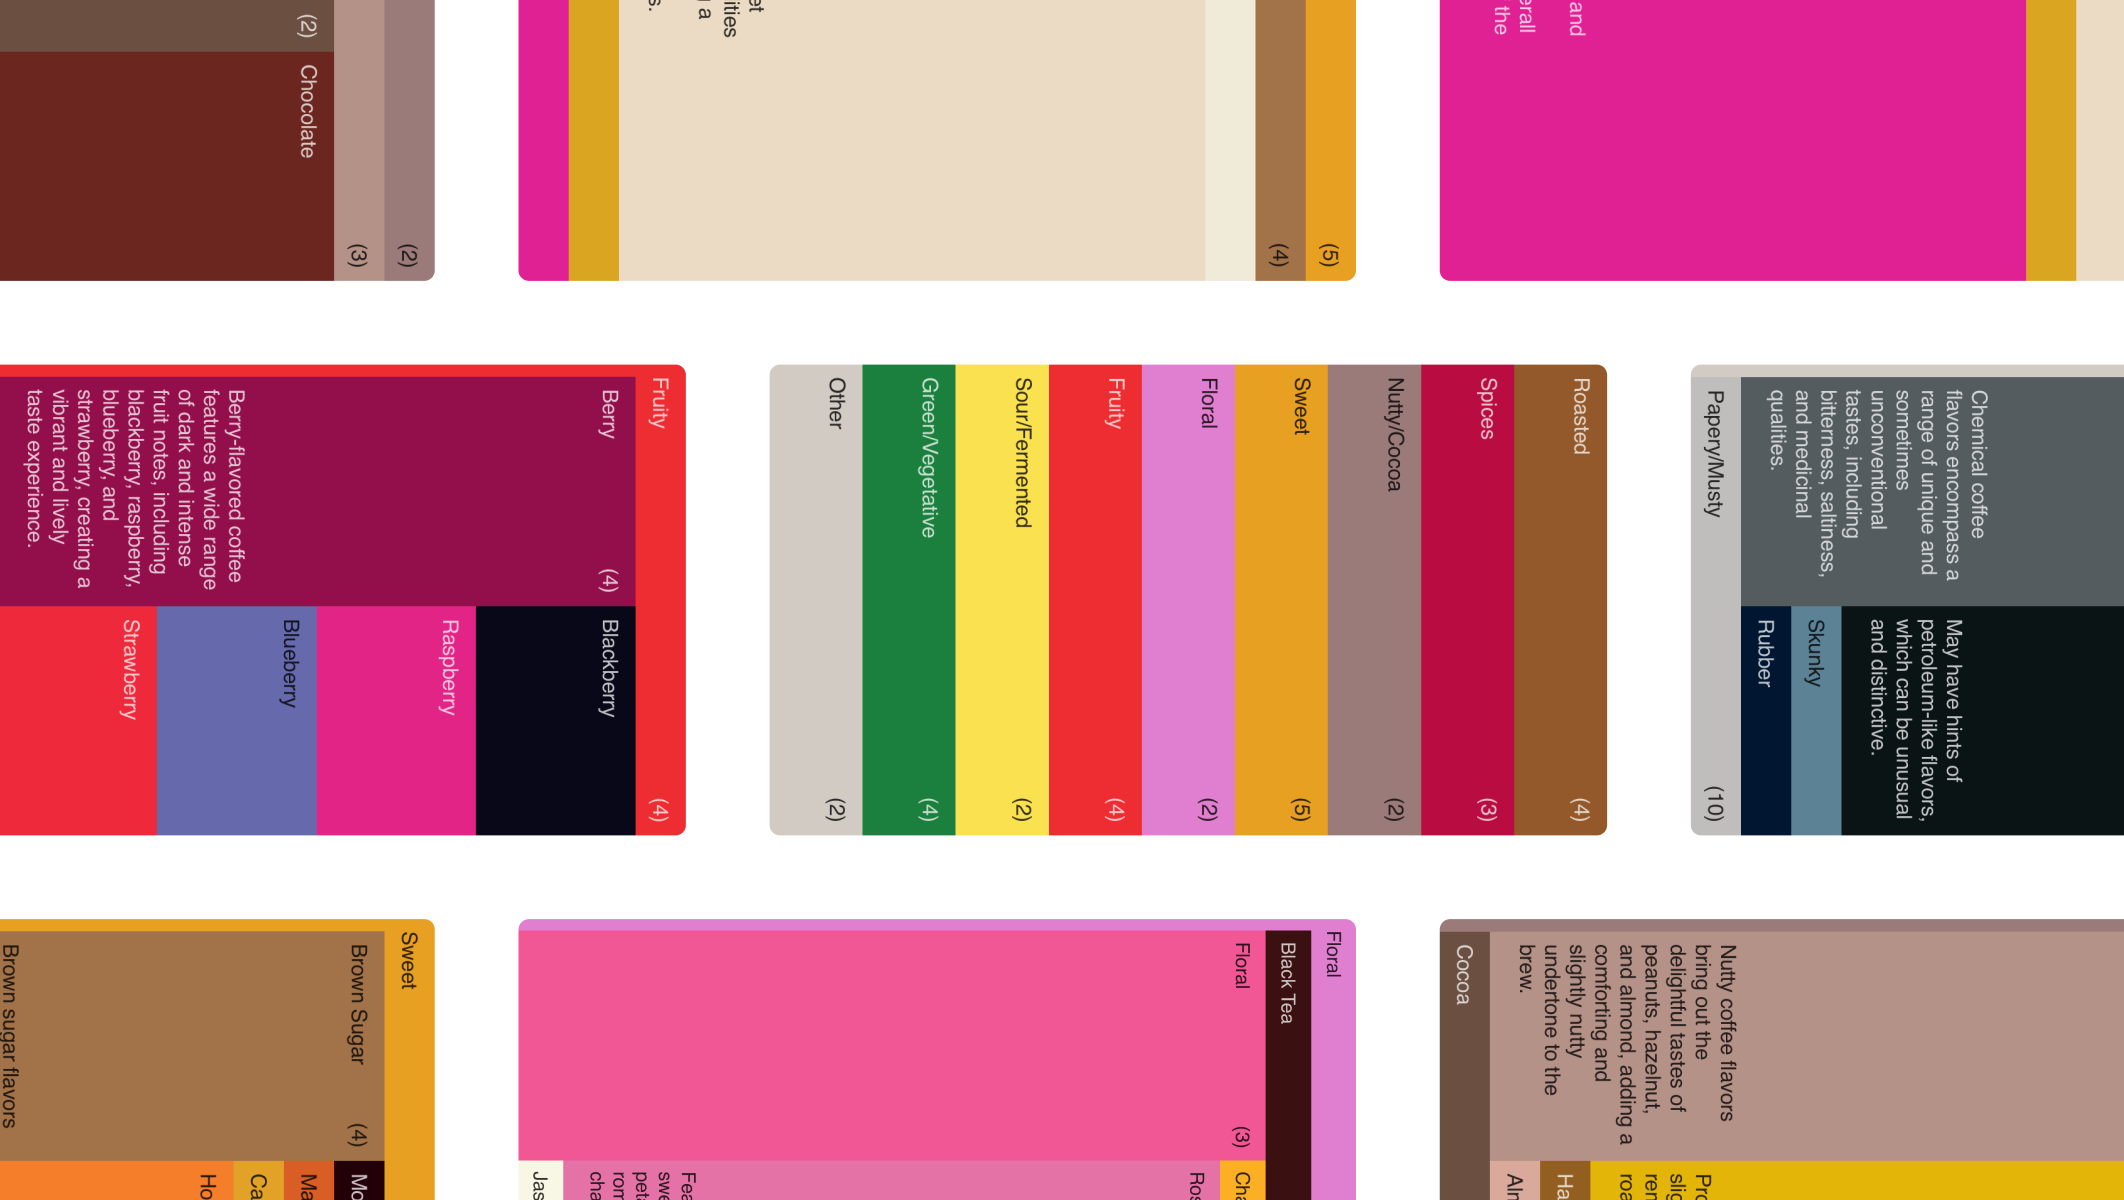 (2)
Chocolate
(3)
(2)
(4)
(5)
and
the
Fruity
(4)
Berry
(4)
Berry-flavored coffee
features a wide range
of dark and intense
fruit notes, including
blackberry, raspberry,
blueberry, and
strawberry, creating a
vibrant and lively
taste experience.
Blackberry
Raspberry
Blueberry
Strawberry
Roasted
(4)
Spices
(3)
Nutty/Cocoa
(2)
Sweet
(5)
Floral
(2)
Fruity
(4)
Sour/Fermented
(2)
Green/Vegetative
(4)
Other
(2)
Chemical coffee
flavors encompass a
range of unique and
sometimes
unconventional
tastes, including
bitterness, saltiness,
and medicinal
qualities.
May have hints of
petroleum-like flavors,
which can be unusual
and distinctive.
Skunky
Rubber
Papery/Musty
(10)
Sweet
Brown Sugar
(4)
Brown sugar flavors
Floral
Black Tea
Floral
(3)
Nutty coffee flavors
bring out the
delightful tastes of
peanuts, hazelnut,
and almond, adding a
comforting and
slightly nutty
undertone to the
brew.
Cocoa